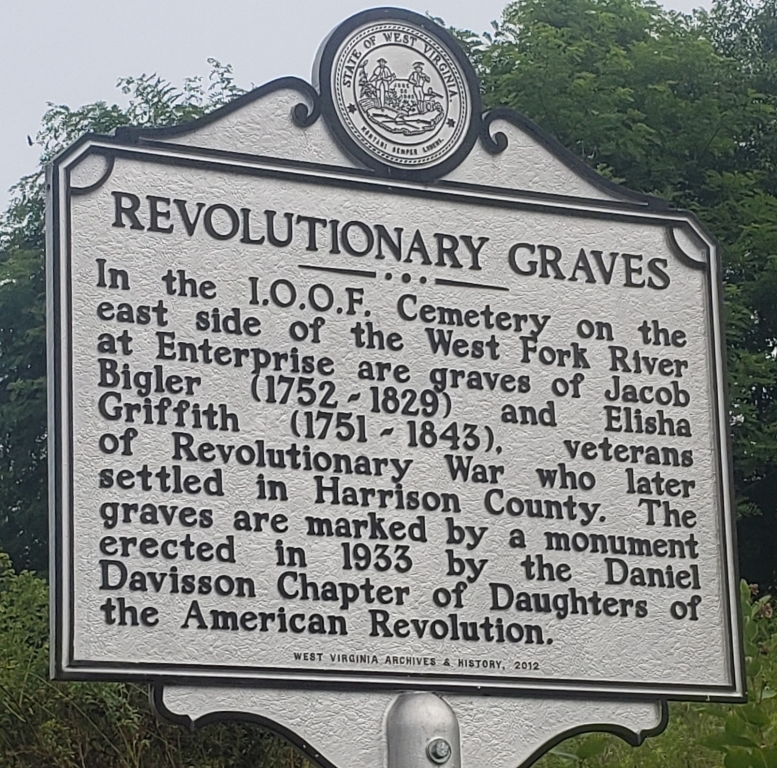 STATE OF WEST VIRGINIA
MONTANI SEMPER LIBERI
REVOLUTIONARY GRAVES
In the I.O.O.F. Cemetery on the
east side of the West Fork River
at Enterprise are graves of Jacob
Bigler (1752-1829) and Elisha
Griffith (1751-1843), veterans
of Revolutionary War who later
settled in Harrison County. The
graves are marked by a monument
erected in 1933 by the Daniel
Davisson Chapter of Daughters of
the American Revolution.
WEST VIRGINIA ARCHIVES & HISTORY, 2012